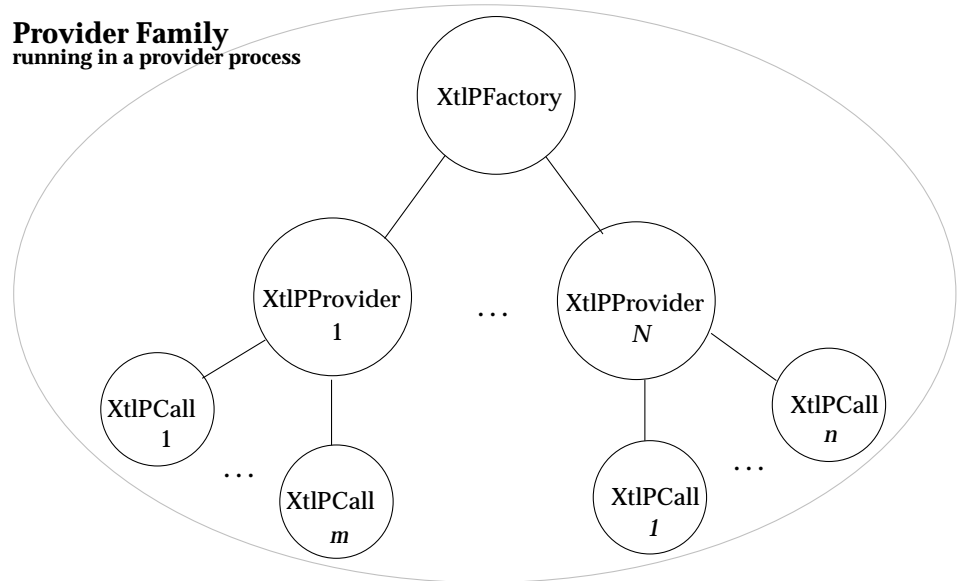 Provider Family
running in a provider process
XtlPFactory
XtlPProvider
1
. . .
XtlPProvider
N
XtlPCall
1
. . .
XtlPCall
m
XtlPCall
1
. . .
XtlPCall
n